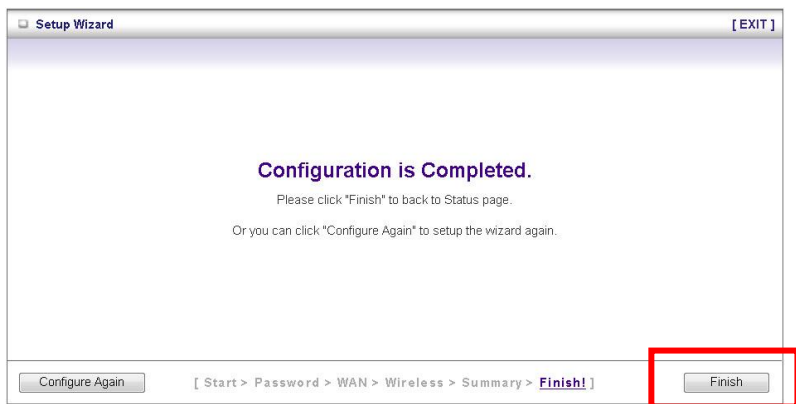 Setup Wizard [ EXIT ]
Configuration is Completed.
Please click "Finish" to back to Status page.
Or you can click "Configure Again" to setup the wizard again.
Configure Again [ Start > Password > WAN > Wireless > Summary > Finish! ] Finish